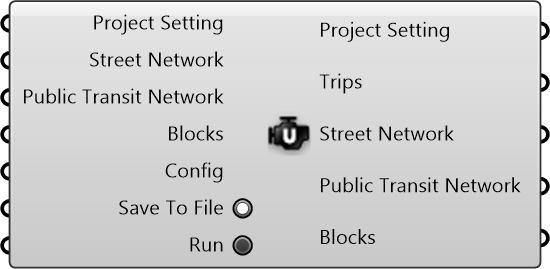 Project Setting
Street Network
Public Transit Network
Blocks
Config
Save To File
Run
U
Project Setting
Trips
Street Network
Public Transit Network
Blocks